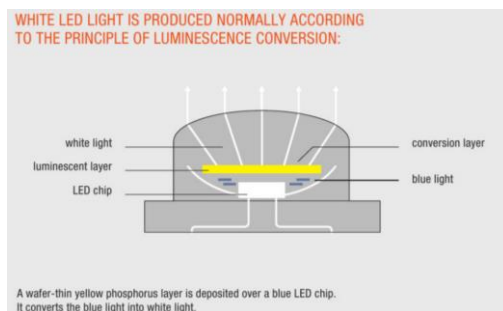 WHITE LED LIGHT IS PRODUCED NORMALLY ACCORDING
TO THE PRINCIPLE OF LUMINESCENCE CONVERSION:
white light
conversion layer
luminescent layer
blue light
LED chip
A wafer-thin yellow phosphorus layer is deposited over a blue LED chip.
It converts the blue light into white light.